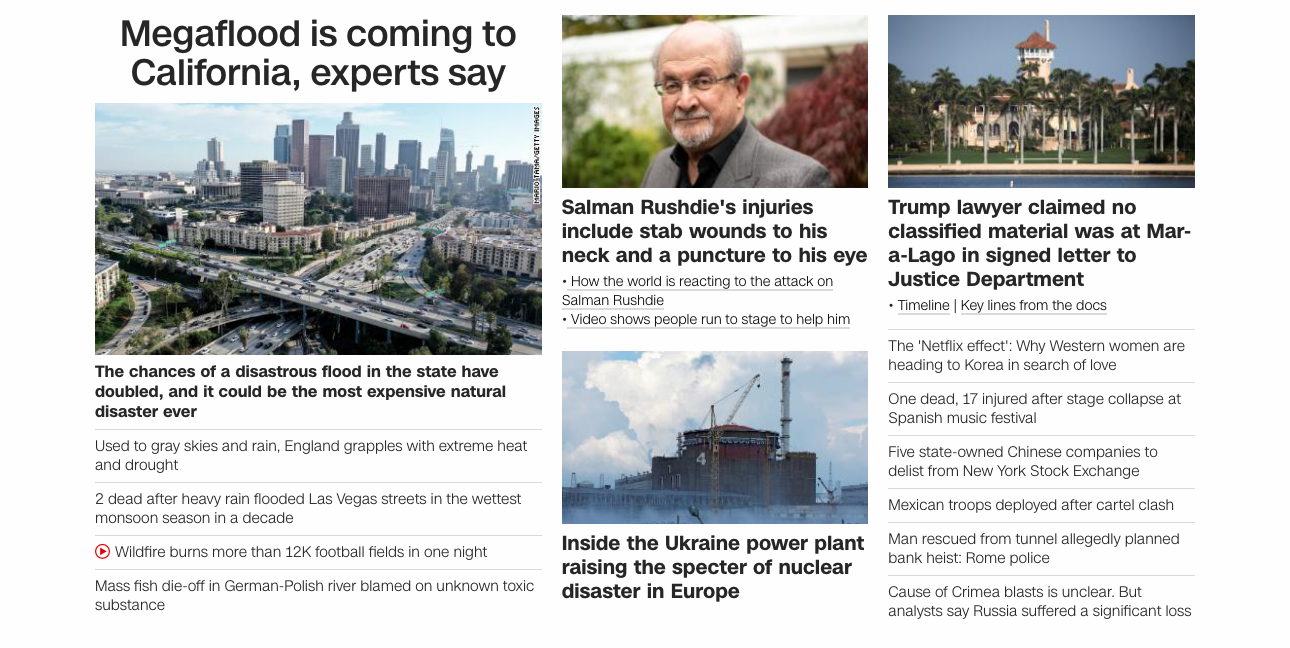 Megaflood is coming to
California, experts say
MARIO TAMA/GETTY IMAGES
The chances of a disastrous flood in the state have
doubled, and it could be the most expensive natural
disaster ever
Used to gray skies and rain, England grapples with extreme heat
and drought
2 dead after heavy rain flooded Las Vegas streets in the wettest
monsoon season in a decade
Wildfire burns more than 12K football fields in one night
Mass fish die-off in German-Polish river blamed on unknown toxic
substance
Salman Rushdie's injuries
include stab wounds to his
neck and a puncture to his eye
• How the world is reacting to the attack on
Salman Rushdie
• Video shows people run to stage to help him
4
Inside the Ukraine power plant
raising the specter of nuclear
disaster in Europe
Trump lawyer claimed no
classified material was at Mar-
a-Lago in signed letter to
Justice Department
• Timeline | Key lines from the docs
The 'Netflix effect': Why Western women are
heading to Korea in search of love
One dead, 17 injured after stage collapse at
Spanish music festival
Five state-owned Chinese companies to
delist from New York Stock Exchange
Mexican troops deployed after cartel clash
Man rescued from tunnel allegedly planned
bank heist: Rome police
Cause of Crimea blasts is unclear. But
analysts say Russia suffered a significant loss